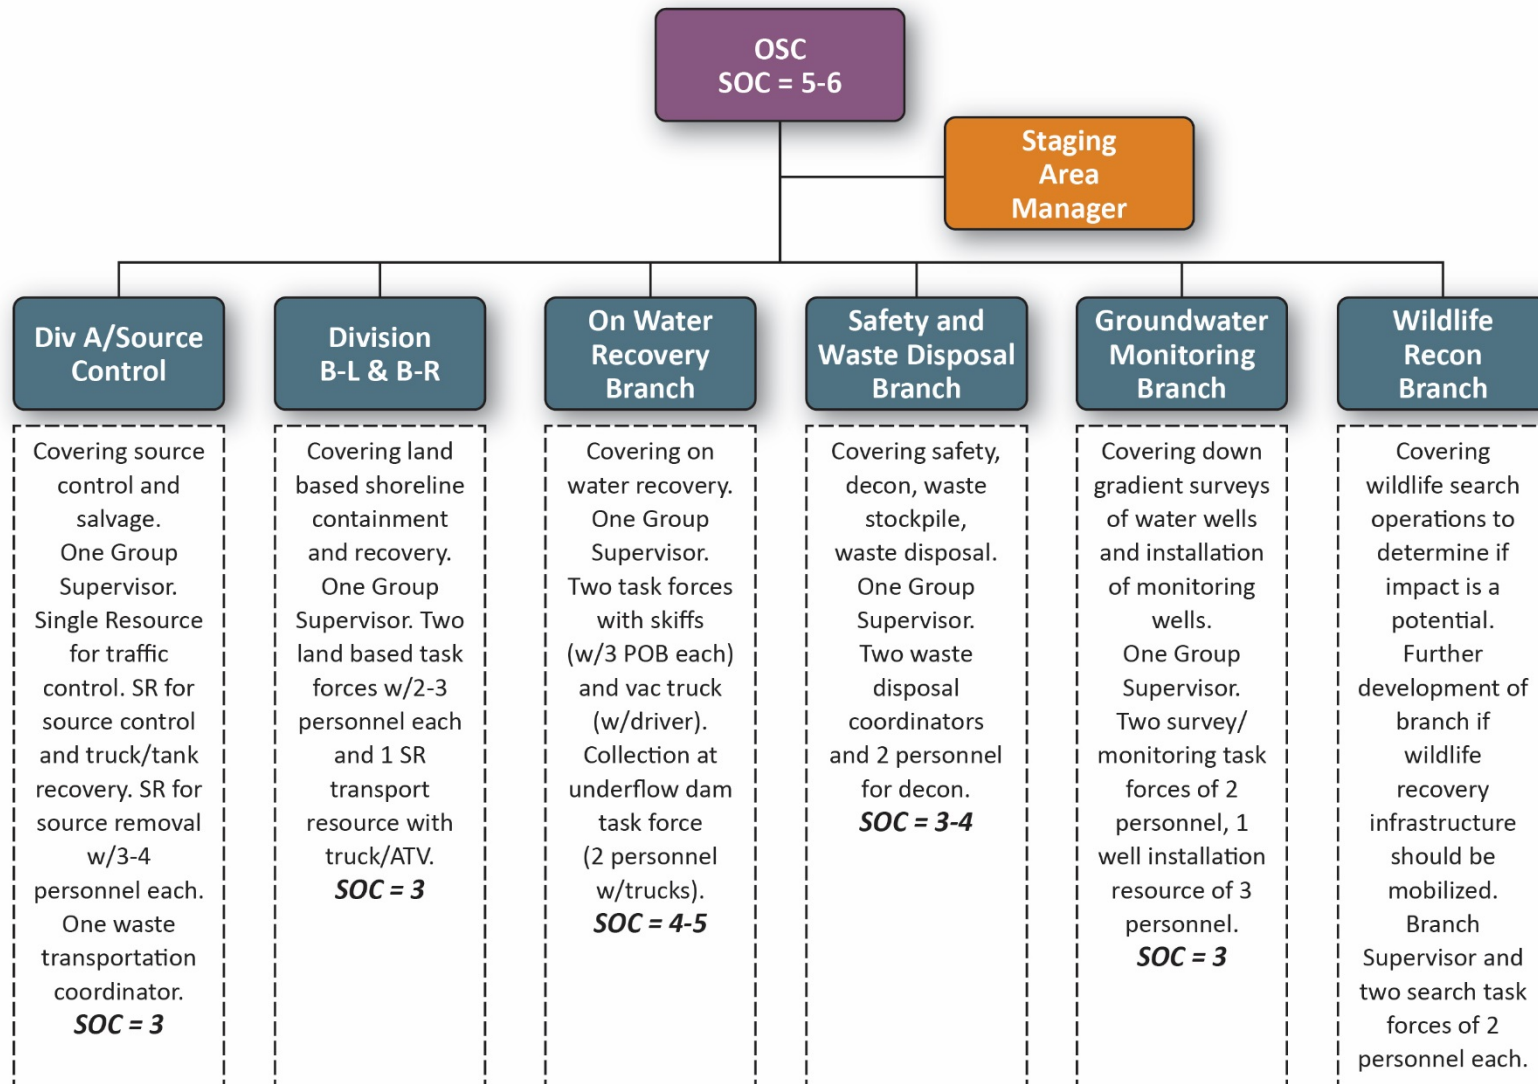 OSC
SOC = 5-6
Staging
Area
Manager
Div A/Source
Control
Covering source
control and
salvage.
One Group
Supervisor.
Single Resource
for traffic
control. SR for
source control
and truck/tank
recovery. SR for
source removal
w/3-4
personnel each.
One waste
transportation
coordinator.
SOC = 3
Division
B-L & B-R
Covering land
based shoreline
containment
and recovery.
One Group
Supervisor. Two
land based task
forces w/2-3
personnel each
and 1 SR
transport
resource with
truck/ATV.
SOC = 3
On Water
Recovery
Branch
Covering on
water recovery.
One Group
Supervisor.
Two task forces
with skiffs
(w/3 POB each)
and vac truck
(w/driver).
Collection at
underflow dam
task force
(2 personnel
w/trucks).
SOC = 4-5
Safety and
Waste Disposal
Branch
Covering safety,
decon, waste
stockpile,
waste disposal.
One Group
Supervisor.
Two waste
disposal
coordinators
and 2 personnel
for decon.
SOC = 3-4
Groundwater
Monitoring
Branch
Covering down
gradient surveys
of water wells
and installation
of monitoring
wells.
One Group
Supervisor.
Two survey/
monitoring task
forces of 2
personnel, 1
well installation
resource of 3
personnel.
SOC = 3
Wildlife
Recon
Branch
Covering
wildlife search
operations to
determine if
impact is a
potential.
Further
development of
branch if
wildlife
recovery
infrastructure
should be
mobilized.
Branch
Supervisor and
two search task
forces of 2
personnel each.